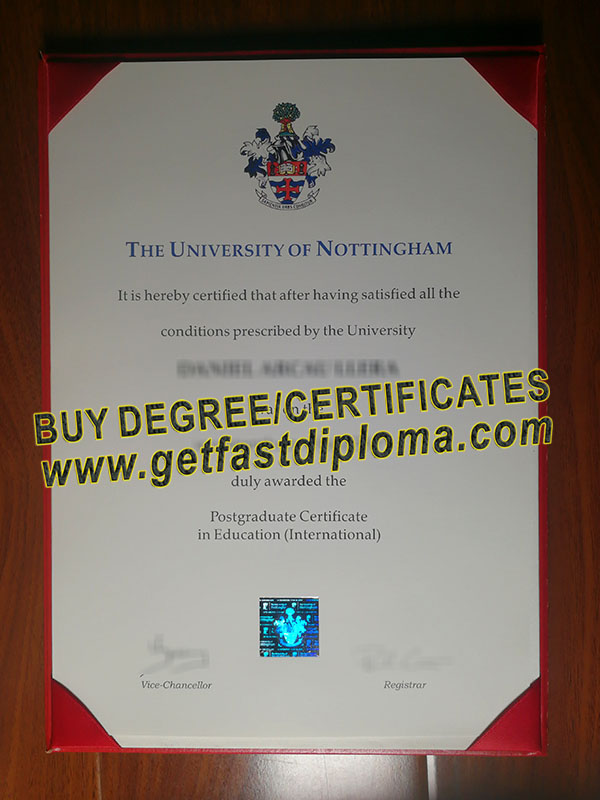 THE UNIVERSITY OF NOTTINGHAM
It is hereby certified that after having satisfied all the
conditions prescribed by the University
BUY DEGREE/CERTIFICATES
www.getfastdiploma.com
duly awarded the
Postgraduate Certificate
in Education (International)
Vice-Chancellor
Registrar